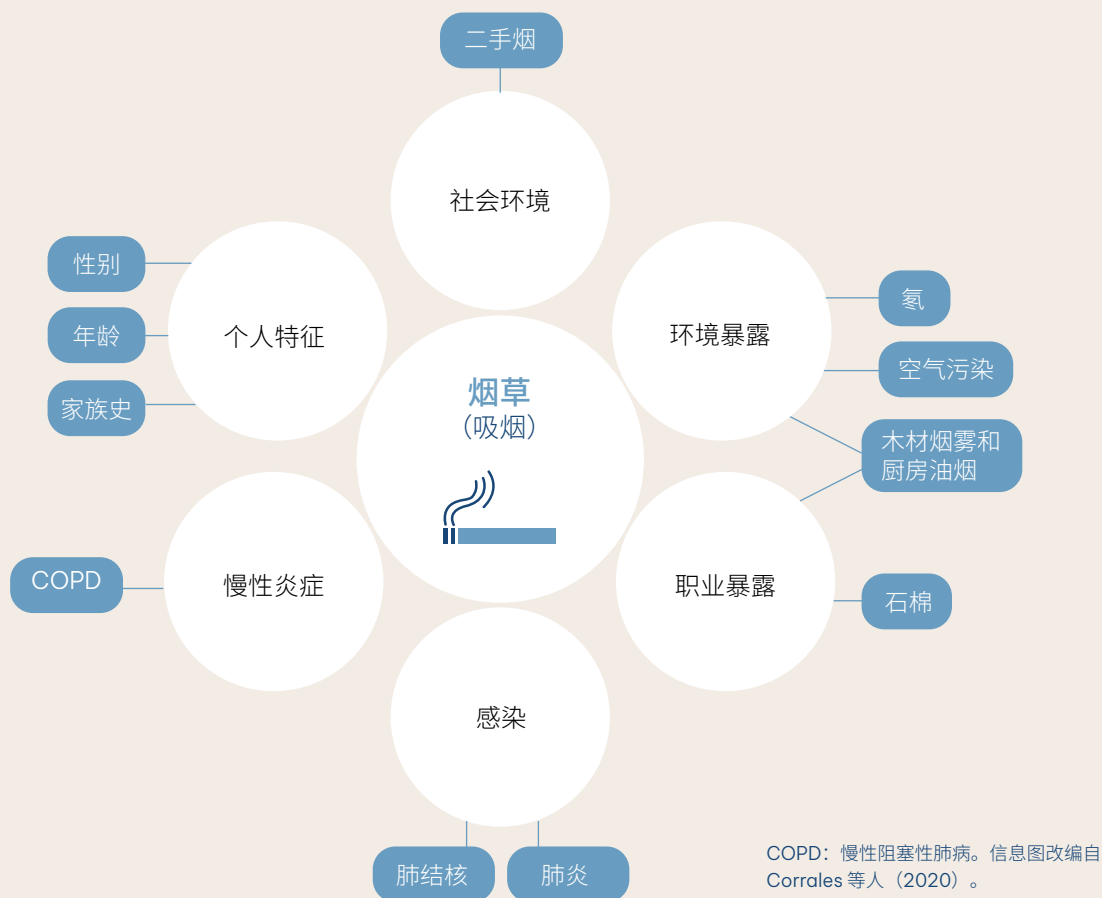 二手烟
社会环境
性别
年龄
家族史
个人特征
环境暴露
氡
空气污染
木材烟雾和
厨房油烟
烟草
（吸烟）
COPD
慢性炎症
职业暴露
石棉
感染
肺结核
肺炎
COPD：慢性阻塞性肺病。信息图改编自
Corrales 等人（2020）。